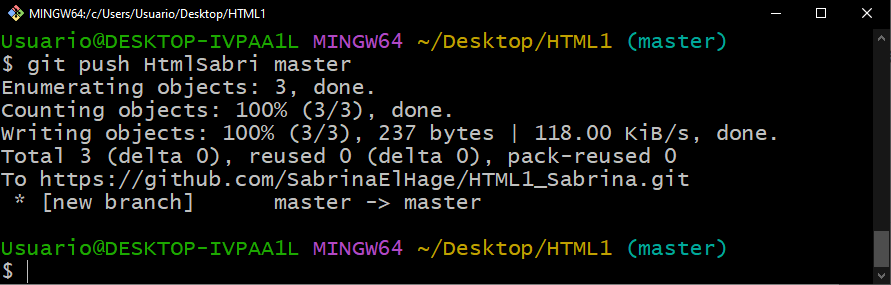 MINGW64:/c/Users/Usuario/Desktop/HTML1
Usuario@DESKTOP-IVPAA1L MINGW64 ~/Desktop/HTML1 (master)
$ git push HtmlSabri master
Enumerating objects: 3, done.
Counting objects: 100% (3/3), done.
Writing objects: 100% (3/3), 237 bytes | 118.00 KiB/s, done.
Total 3 (delta 0), reused 0 (delta 0), pack-reused 0
To https://github.com/SabrinaElHage/HTML1_Sabrina.git
 * [new branch]      master -> master
Usuario@DESKTOP-IVPAA1L MINGW64 ~/Desktop/HTML1 (master)
$